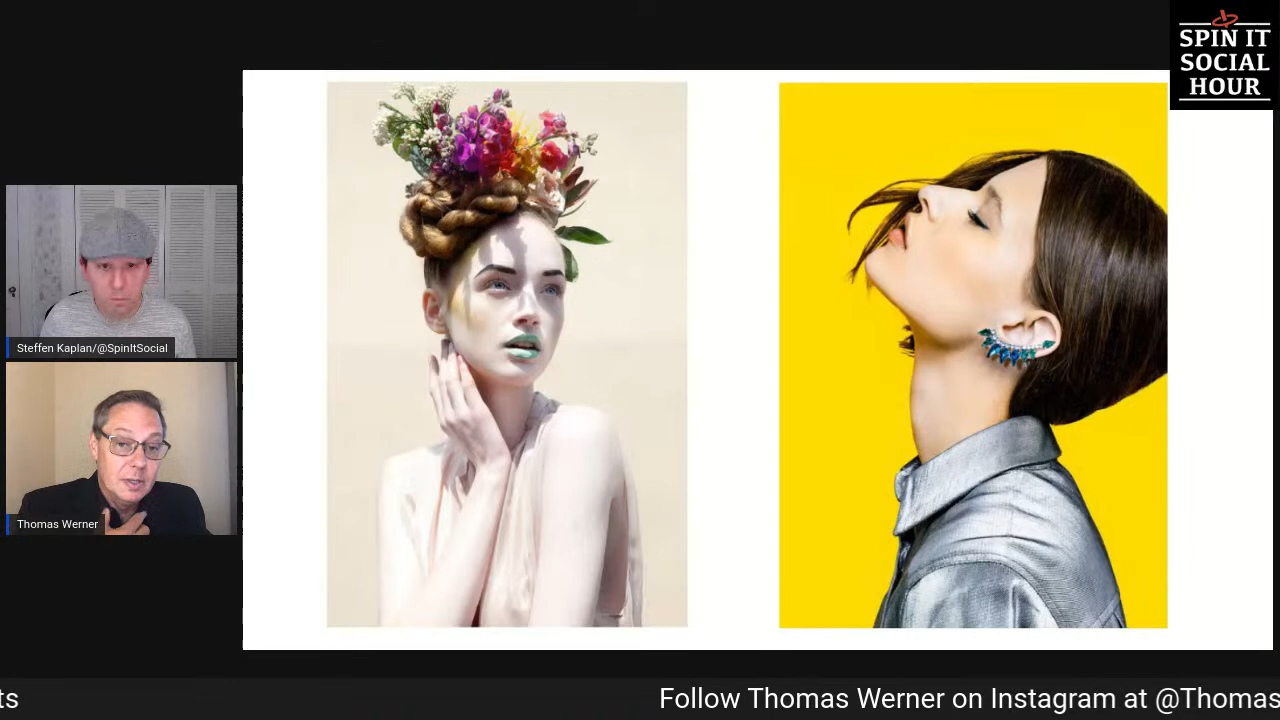 SPIN IT
SOCIAL
HOUR
Steffen Kaplan/@SpinItSocial
Thomas Werner
ts
Follow Thomas Werner on Instagram at @Thomas